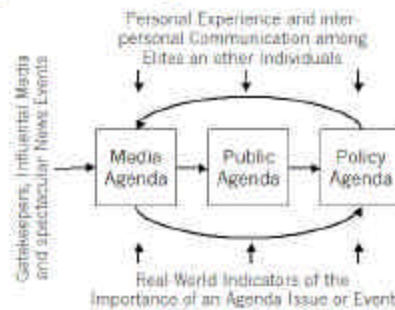 Personal Experience and inter-
personal Communication among
Elites an other Individuals
Gatekeepers, Influential Media
and spectacular News Events
Media
Agenda
Public
Agenda
Policy
Agenda
Real World Indicators of the
Importance of an Agenda Issue or Event